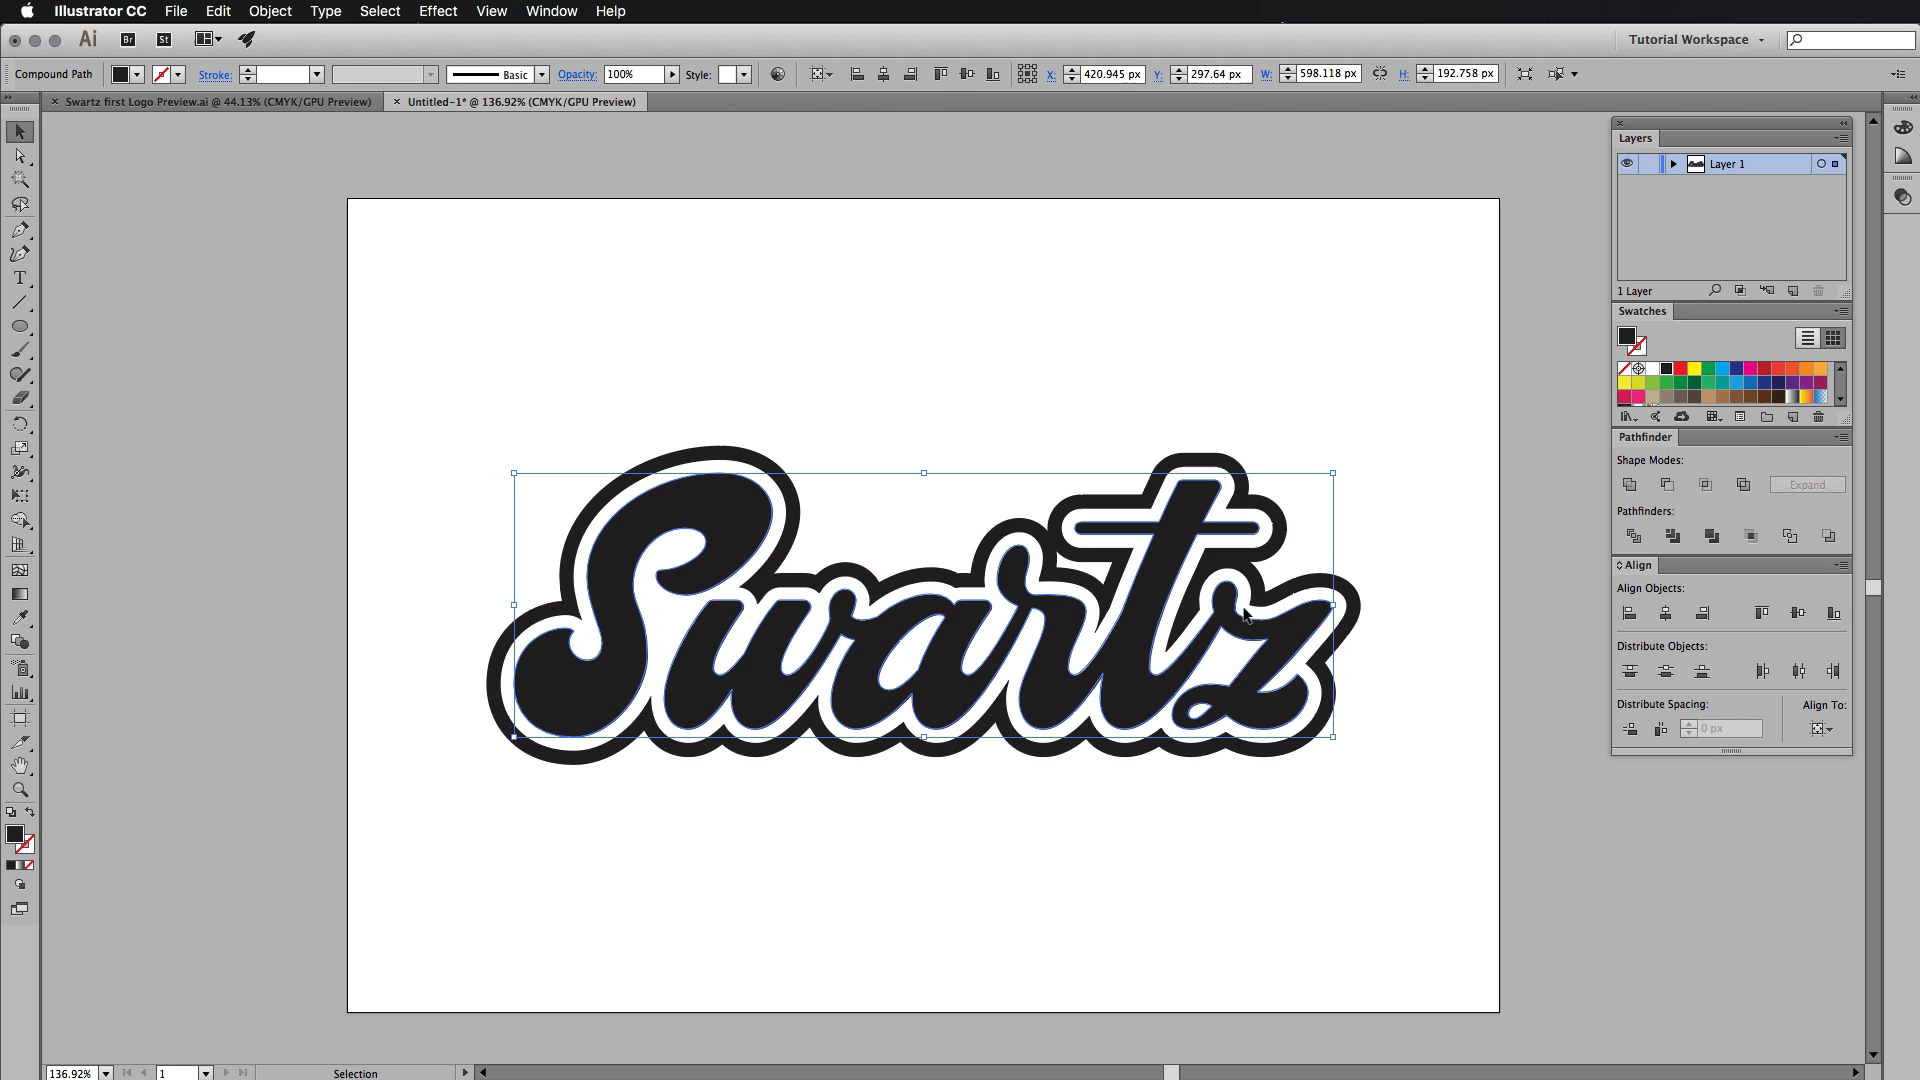 Illustrator CC File Edit Object Type Select Effect View Window Help
Ai Br St Tutorial Workspace
Compound Path Stroke: Basic Opacity: 100% Style: X: 420.945 px Y: 297.64 px W: 598.118 px H: 192.758 px
× Swartz first Logo Preview.ai @ 44.13% (CMYK/GPU Preview) × Untitled-1* @ 136.92% (CMYK/GPU Preview)
Layers
Layer 1
1 Layer
Swatches
Pathfinder
Shape Modes:
Expand
Pathfinders:
Align
Align Objects:
Distribute Objects:
Distribute Spacing: Align To:
0 px
T
Swartz
136.92% 1 Selection